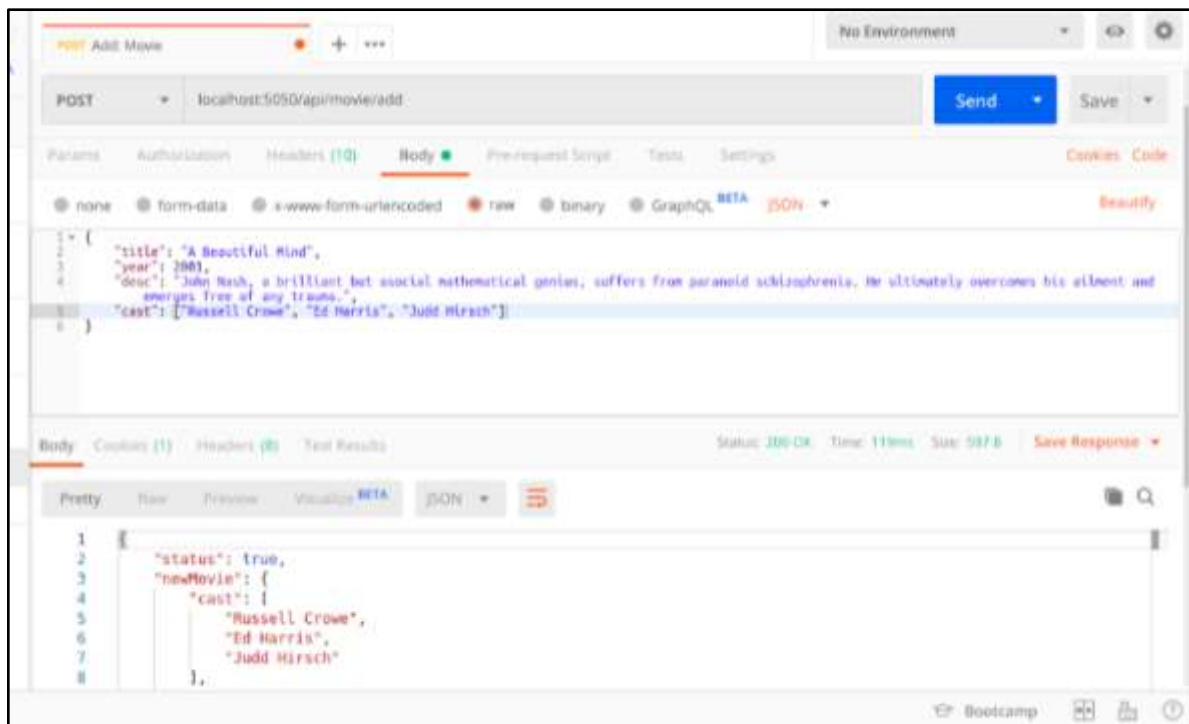 POST Add: Movie + ••• No Environment
POST localhost:5050/api/movie/add Send Save
Params Authorization Headers (10) Body Pre-request Script Tests Settings Cookies Code
none form-data x-www-form-urlencoded raw binary GraphQL BETA JSON Beautify
1 {
2 "title": "A Beautiful Mind",
3 "year": 2001,
4 "desc": "John Nash, a brilliant but asocial mathematical genius, suffers from paranoid schizophrenia. He ultimately overcomes his ailment and
emerges free of any trauma.",
5 "cast": ["Russell Crowe", "Ed Harris", "Judd Hirsch"]
6 }
Body Cookies (1) Headers (8) Test Results Status: 200 OK Time: 119ms Size: 597 B Save Response
Pretty Raw Preview Visualize BETA JSON
1 {
2 "status": true,
3 "newMovie": {
4 "cast": [
5 "Russell Crowe",
6 "Ed Harris",
7 "Judd Hirsch"
8 ],
Bootcamp